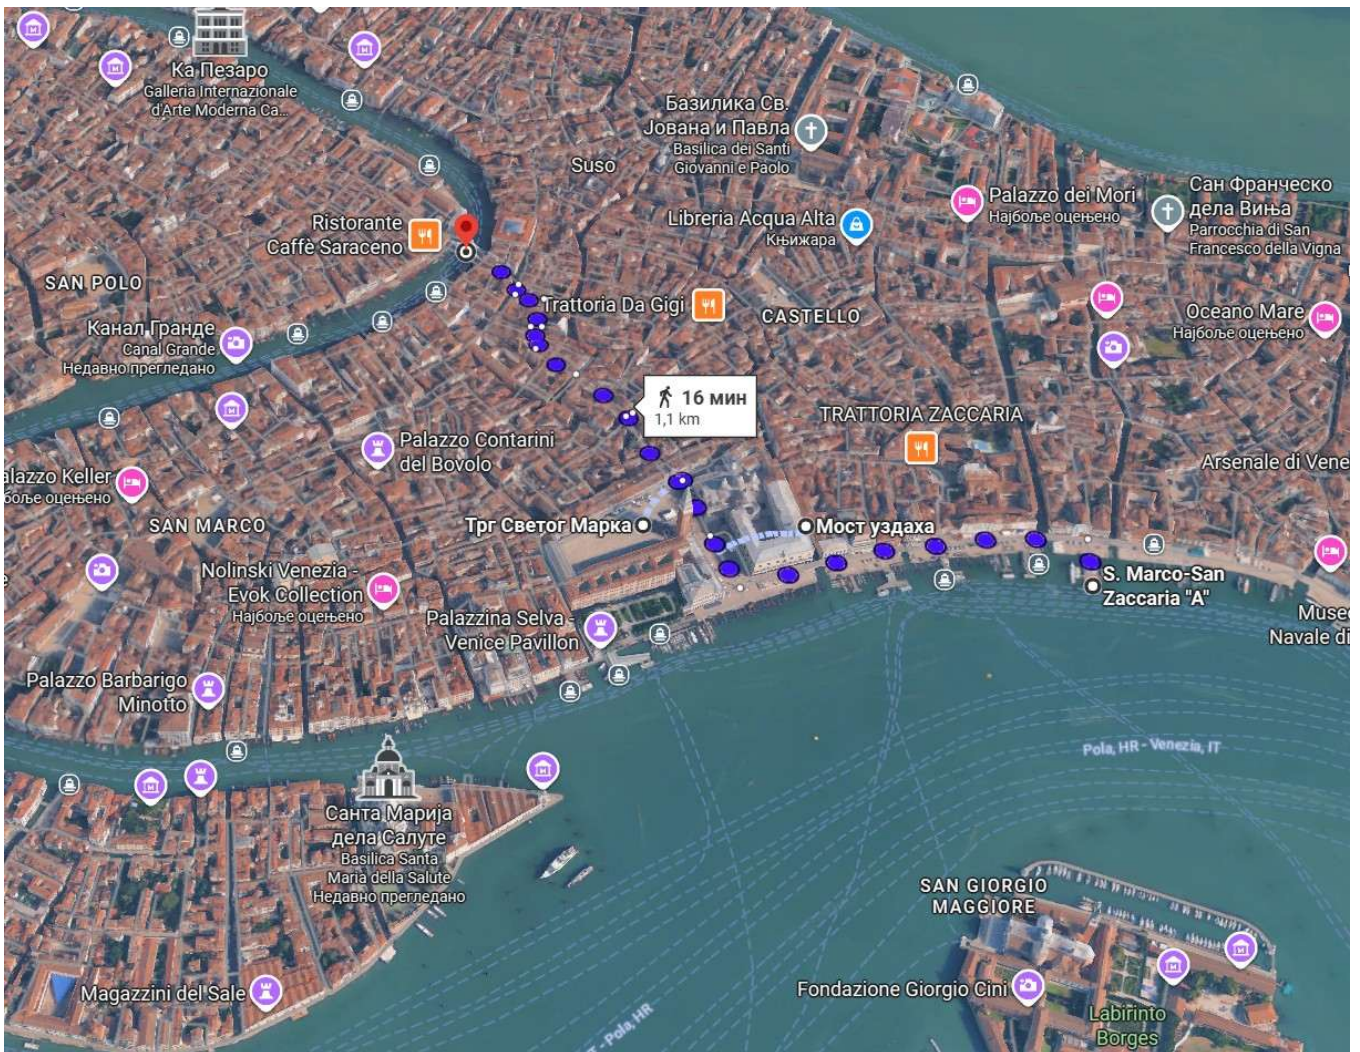 Ка Пезаро
Galleria Internazionale
d'Arte Moderna Ca...
Базилика Св.
Јована и Павла
Basilica dei Santi
Giovanni e Paolo
Suso
Palazzo dei Mori
Најбоље оцењено
Сан Франческо
дела Виња
Parrocchia di San
Francesco della Vigna
Ristorante
Caffè Saraceno
Libreria Acqua Alta
Књижара
SAN POLO
Trattoria Da Gigi
CASTELLO
Oceano Mare
Најбоље оцењено
Канал Гранде
Canal Grande
Недавно прегледано
16 мин
1,1 km
TRATTORIA ZACCARIA
Palazzo Contarini
del Bovolo
alazzo Keller
боље оцењено
Arsenale di Vene
SAN MARCO
Трг Светог Марка
Мост уздаха
Nolinski Venezia -
Evok Collection
Најбоље оцењено
S. Marco-San
Zaccaria "A"
Palazzina Selva -
Venice Pavillon
Muse
Navale di
Palazzo Barbarigo
Minotto
Pola, HR - Venezia, IT
Санта Марија
дела Салуте
Basilica Santa
Maria della Salute
Недавно прегледано
SAN GIORGIO
MAGGIORE
Magazzini del Sale
Fondazione Giorgio Cini
Labirinto
Borges
T - Pola, HR